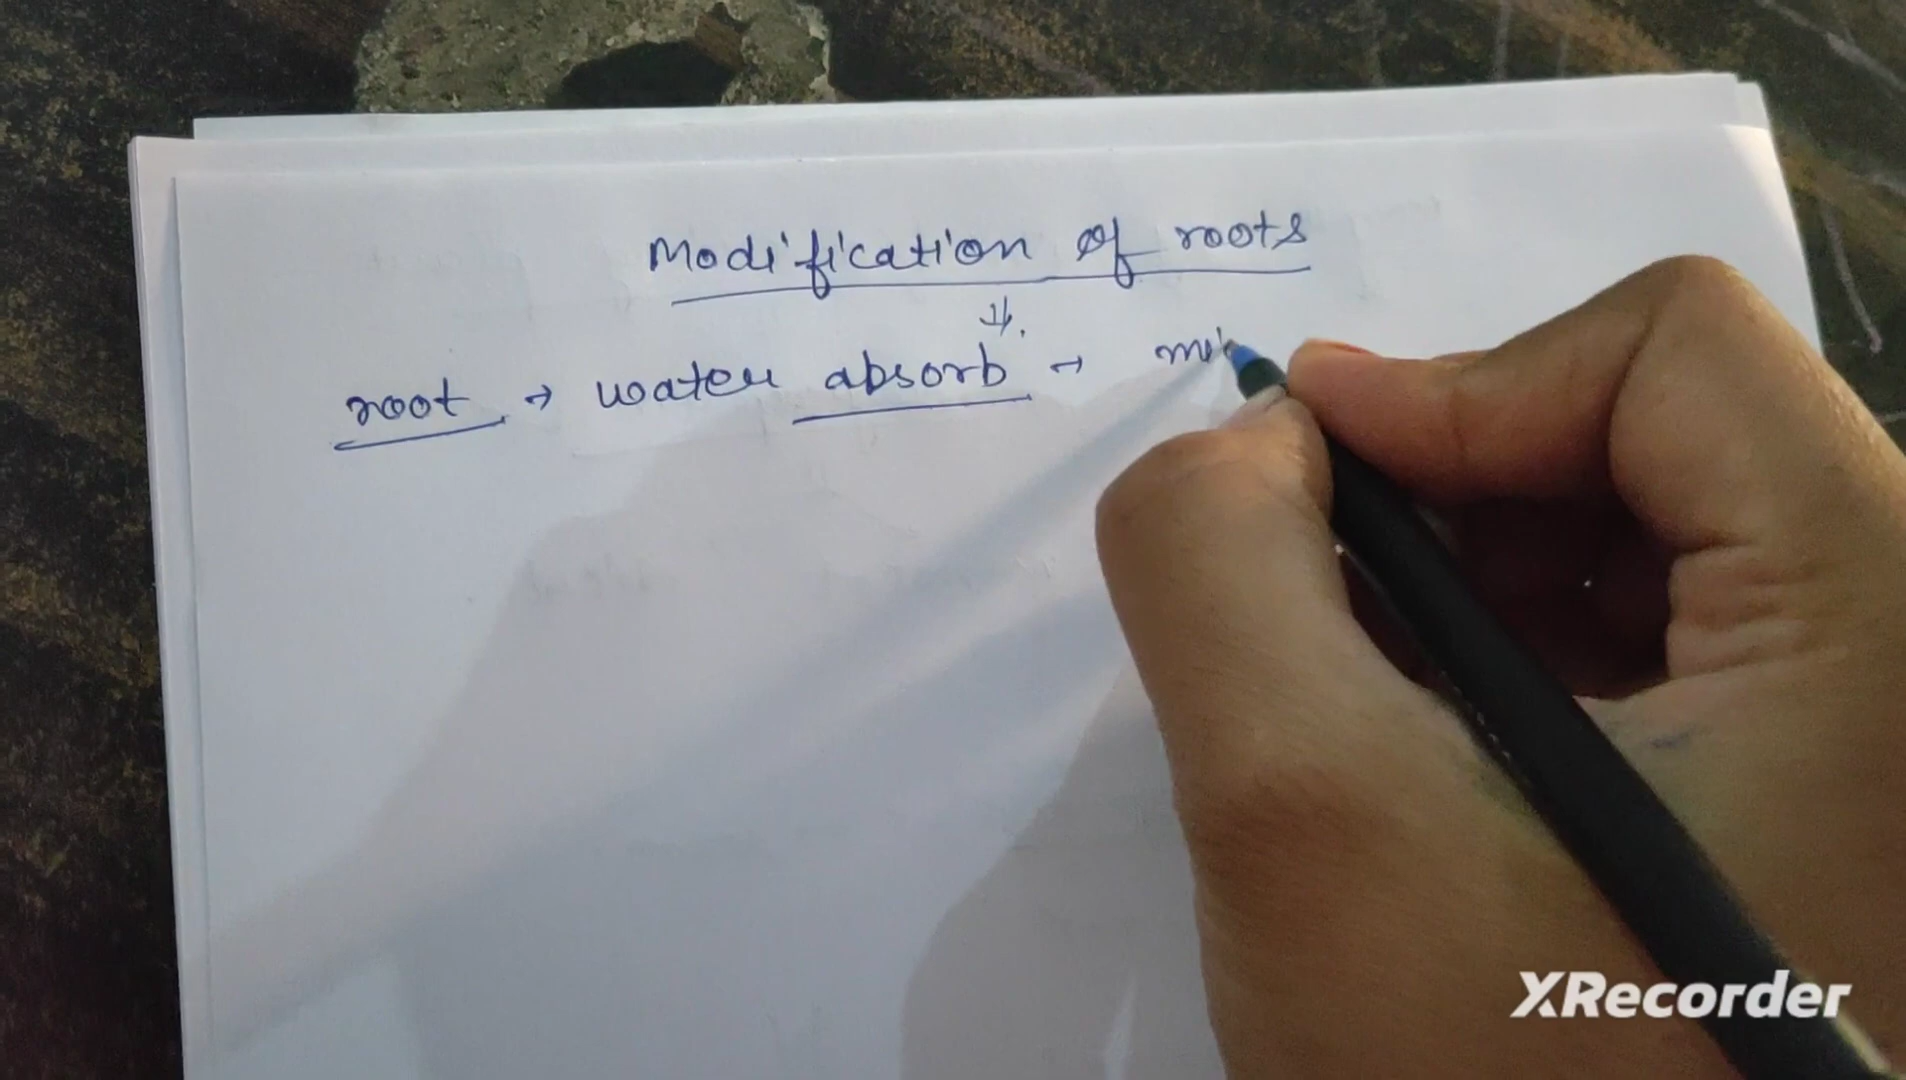 Modification of roots
root → water absorb → 
XRecorder